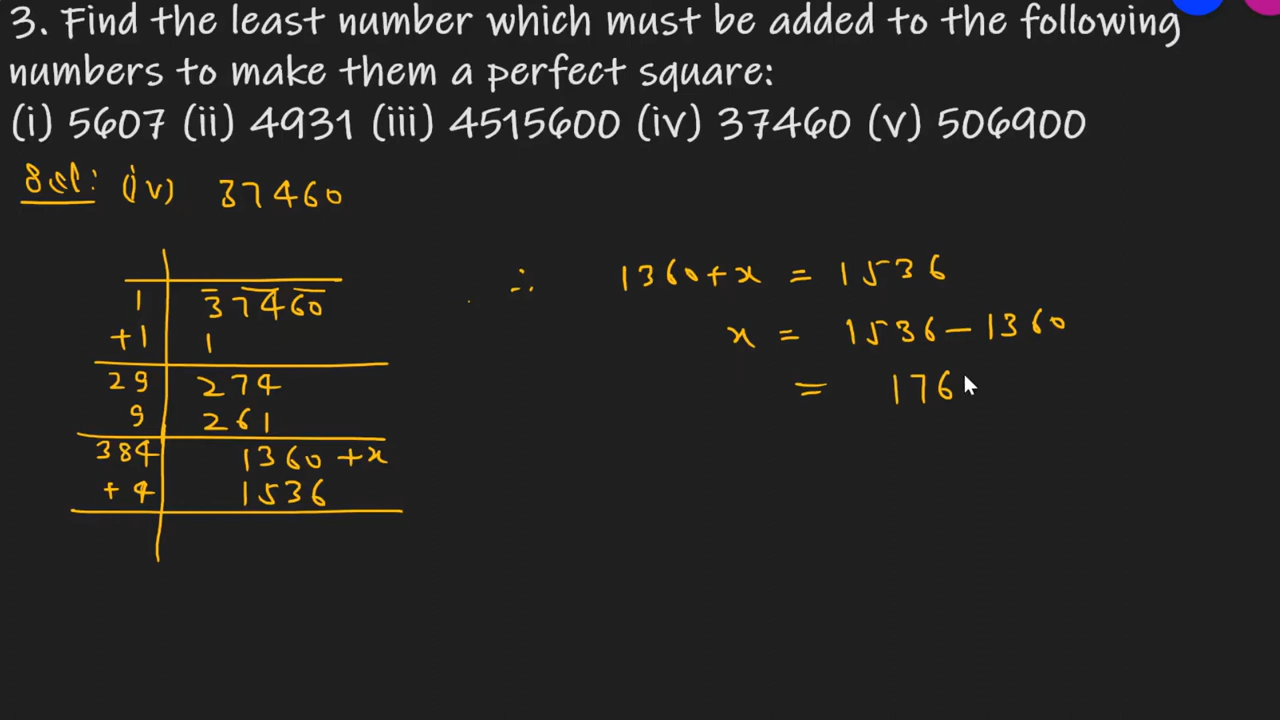 3. Find the least number which must be added to the following
numbers to make them a perfect square:
(i) 5607 (ii) 4931 (iii) 4515600 (iv) 37460 (v) 506900
Sol: (iv) 37460
1 37460
+1 1
29 274
9 261
384 1360 +x
+4 1536
∴ 1360+x = 1536
x = 1536-1360
= 176